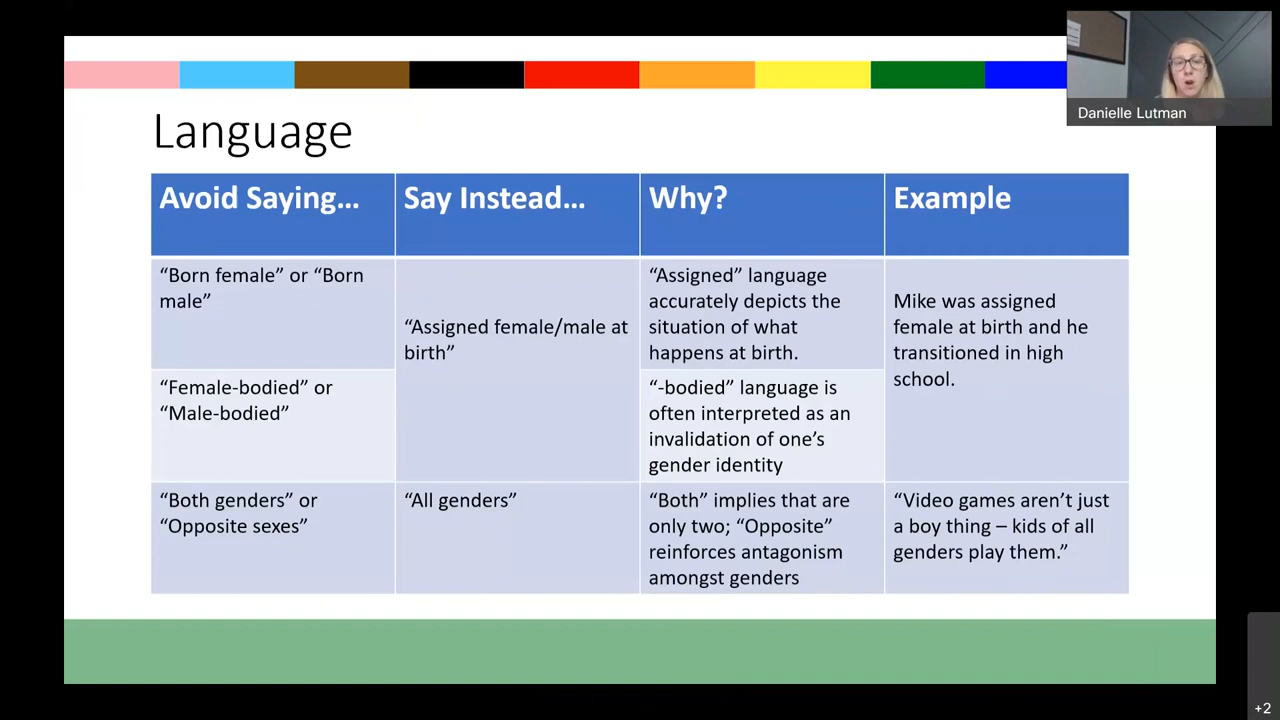 Danielle Lutman
Language
Avoid Saying…
Say Instead…
Why?
Example
“Born female” or “Born
male”
“Assigned female/male at
birth”
“Assigned” language
accurately depicts the
situation of what
happens at birth.
Mike was assigned
female at birth and he
transitioned in high
school.
“Female-bodied” or
“Male-bodied”
“-bodied” language is
often interpreted as an
invalidation of one’s
gender identity
“Both genders” or
“Opposite sexes”
“All genders”
“Both” implies that are
only two; “Opposite”
reinforces antagonism
amongst genders
“Video games aren’t just
a boy thing – kids of all
genders play them.”
+2